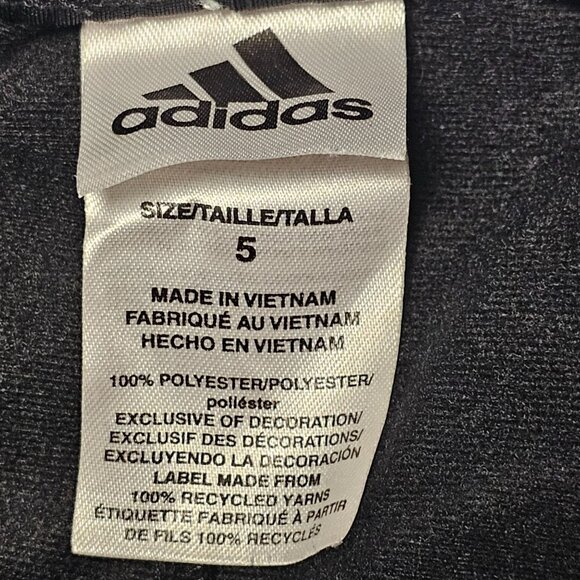 adidas
SIZE/TAILLE/TALLA
5
MADE IN VIETNAM
FABRIQUÉ AU VIETNAM
HECHO EN VIETNAM
100% POLYESTER/POLYESTER/
poliéster
EXCLUSIVE OF DECORATION/
EXCLUSIF DES DÉCORATIONS/
EXCLUYENDO LA DECORACIÓN
LABEL MADE FROM
100% RECYCLED YARNS
ÉTIQUETTE FABRIQUÉ À PARTIR
DE FILS 100% RECYCLÉS